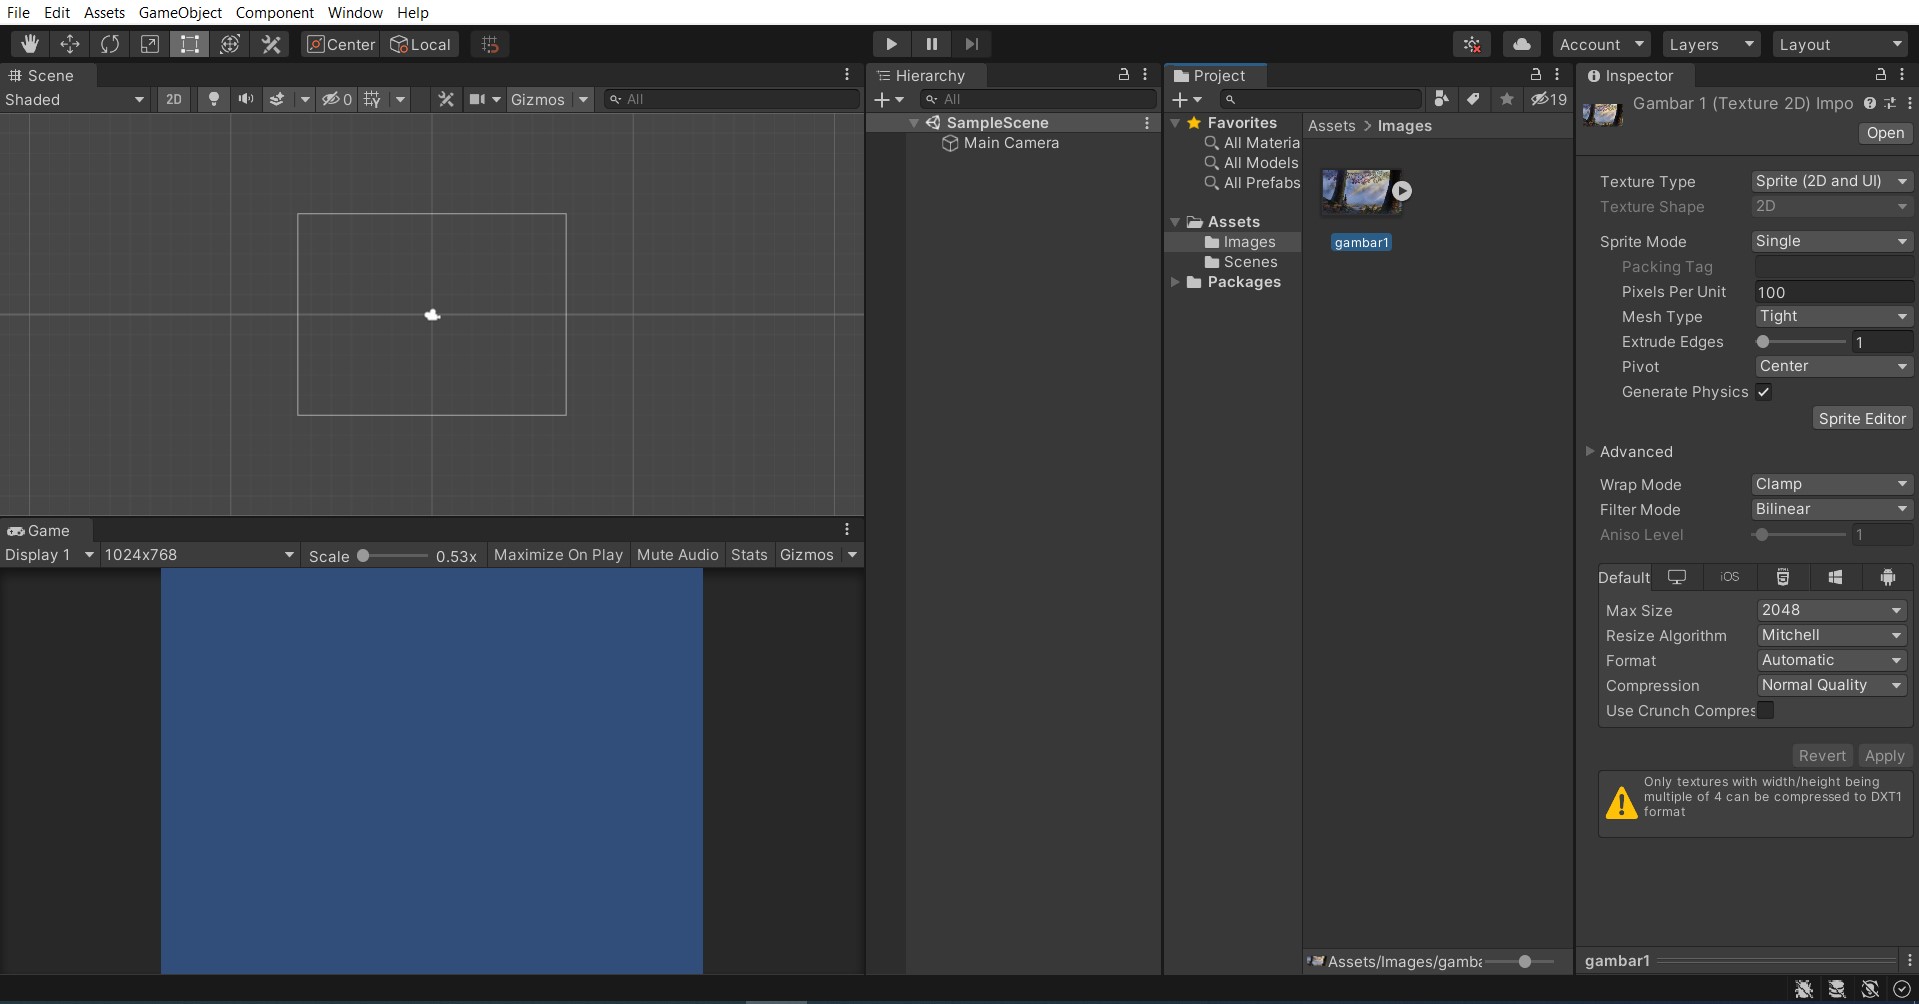 File Edit Assets GameObject Component Window Help
Center Local Account Layers Layout
Scene
Shaded 2D 0 Gizmos All
Game
Display 1 1024x768 Scale 0.53x Maximize On Play Mute Audio Stats Gizmos
Hierarchy
All
SampleScene
Main Camera
Project
19
Favorites
All Materia
All Models
All Prefabs
Assets
Images
Scenes
Packages
Assets > Images
gambar1
Assets/Images/gamba
Inspector
Gambar 1 (Texture 2D) Impo
Open
Texture Type Sprite (2D and UI)
Texture Shape 2D
Sprite Mode Single
Packing Tag
Pixels Per Unit 100
Mesh Type Tight
Extrude Edges 1
Pivot Center
Generate Physics
Sprite Editor
Advanced
Wrap Mode Clamp
Filter Mode Bilinear
Aniso Level 1
Default iOS
Max Size 2048
Resize Algorithm Mitchell
Format Automatic
Compression Normal Quality
Use Crunch Compres
Revert Apply
Only textures with width/height being
multiple of 4 can be compressed to DXT1
format
gambar1